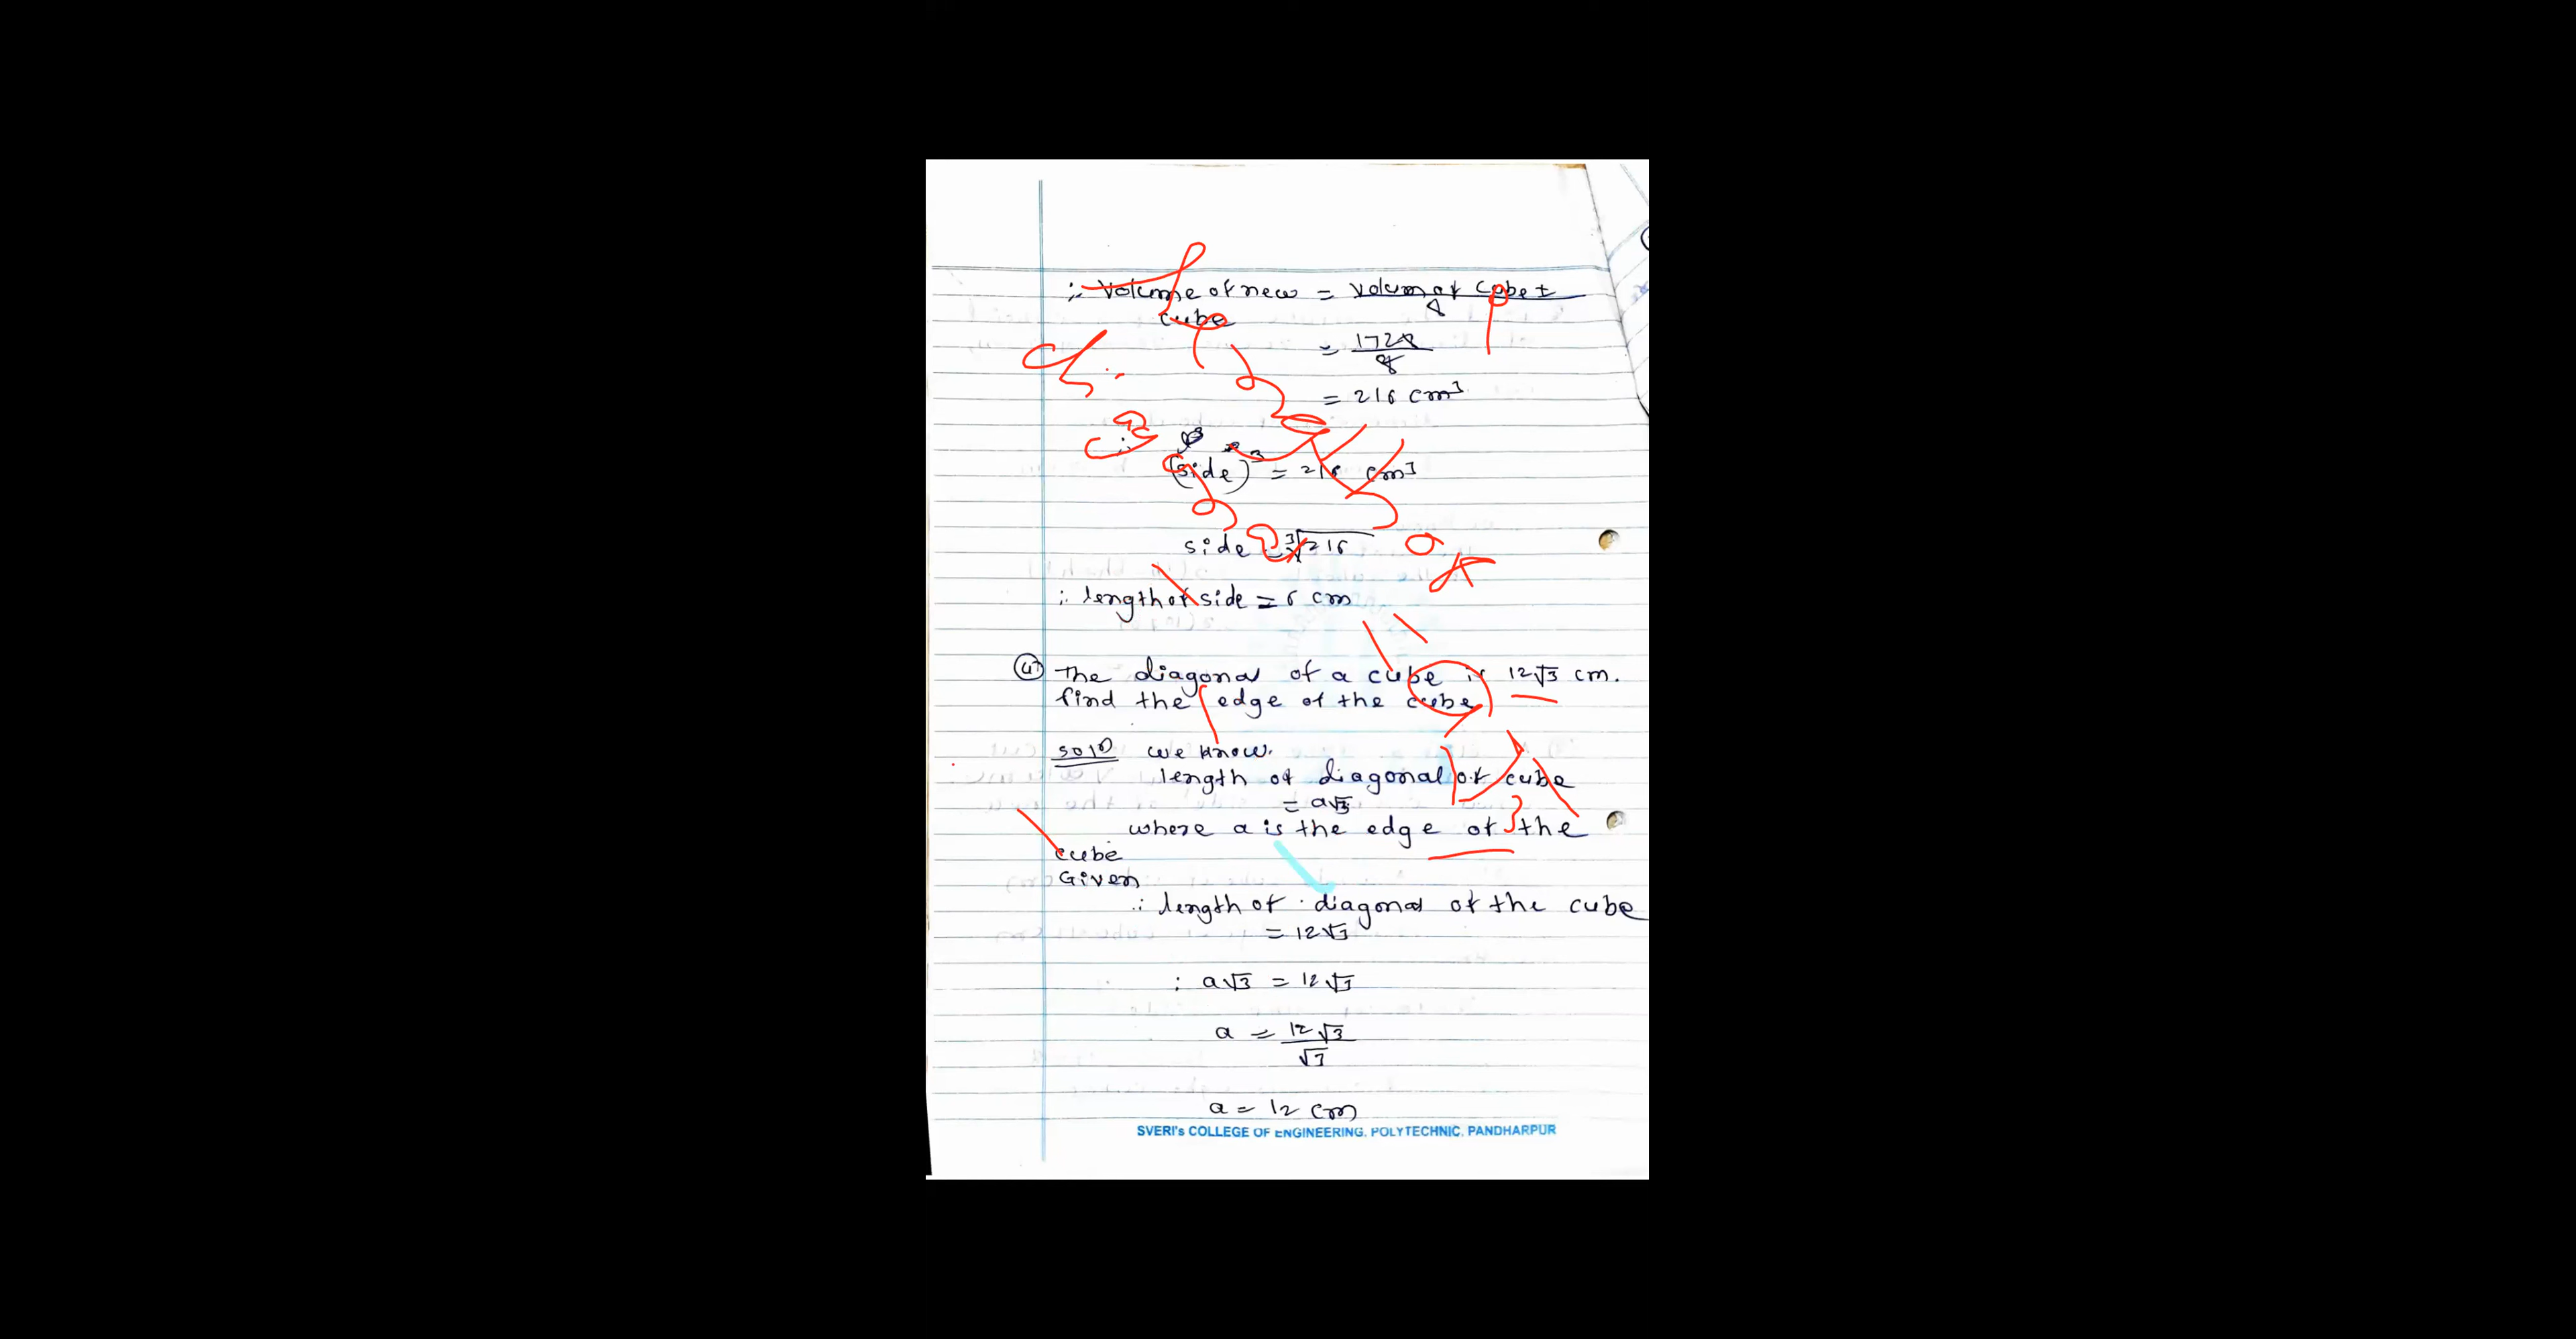 ∴ Volume of new = Volum of Cube I
cube 8
= 1728
8
= 216 cm³
∴
(side)³ = 216 cm³
side = ³√216
∴ length of side = 6 cm
④ The diagonal of a cube is 12√3 cm.
find the edge of the cube
solⁿ we know.
length of diagonal of cube
= a√3
where a is the edge of the
cube
Given
∴ length of diagonal of the cube
= 12√3
: a√3 = 12√3
a = 12√3
√3
a = 12 cm
SVERI's COLLEGE OF ENGINEERING, POLYTECHNIC, PANDHARPUR